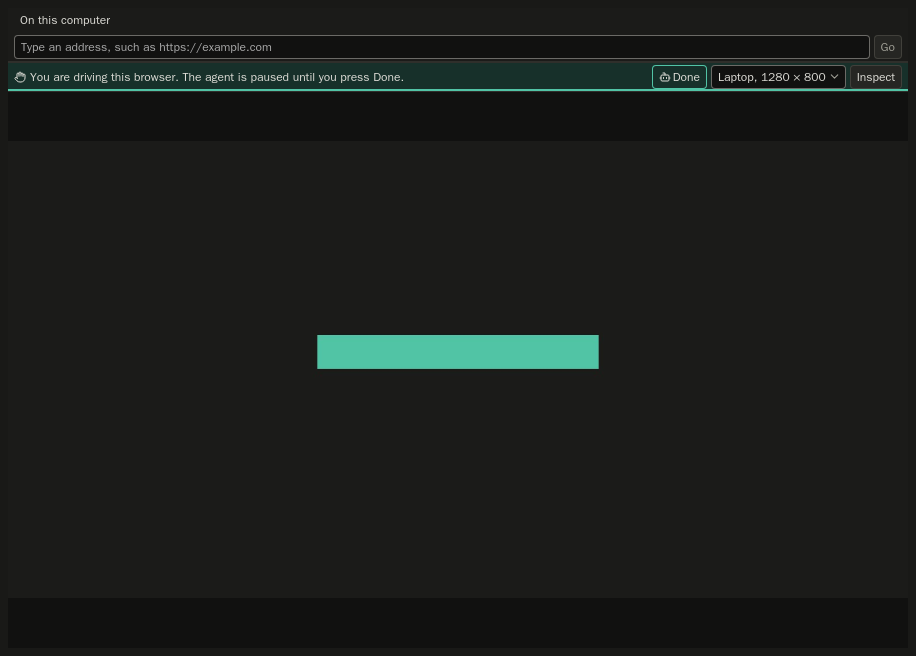 On this computer
Type an address, such as https://example.com
Go
You are driving this browser. The agent is paused until you press Done.
Done
Laptop, 1280 × 800
Inspect